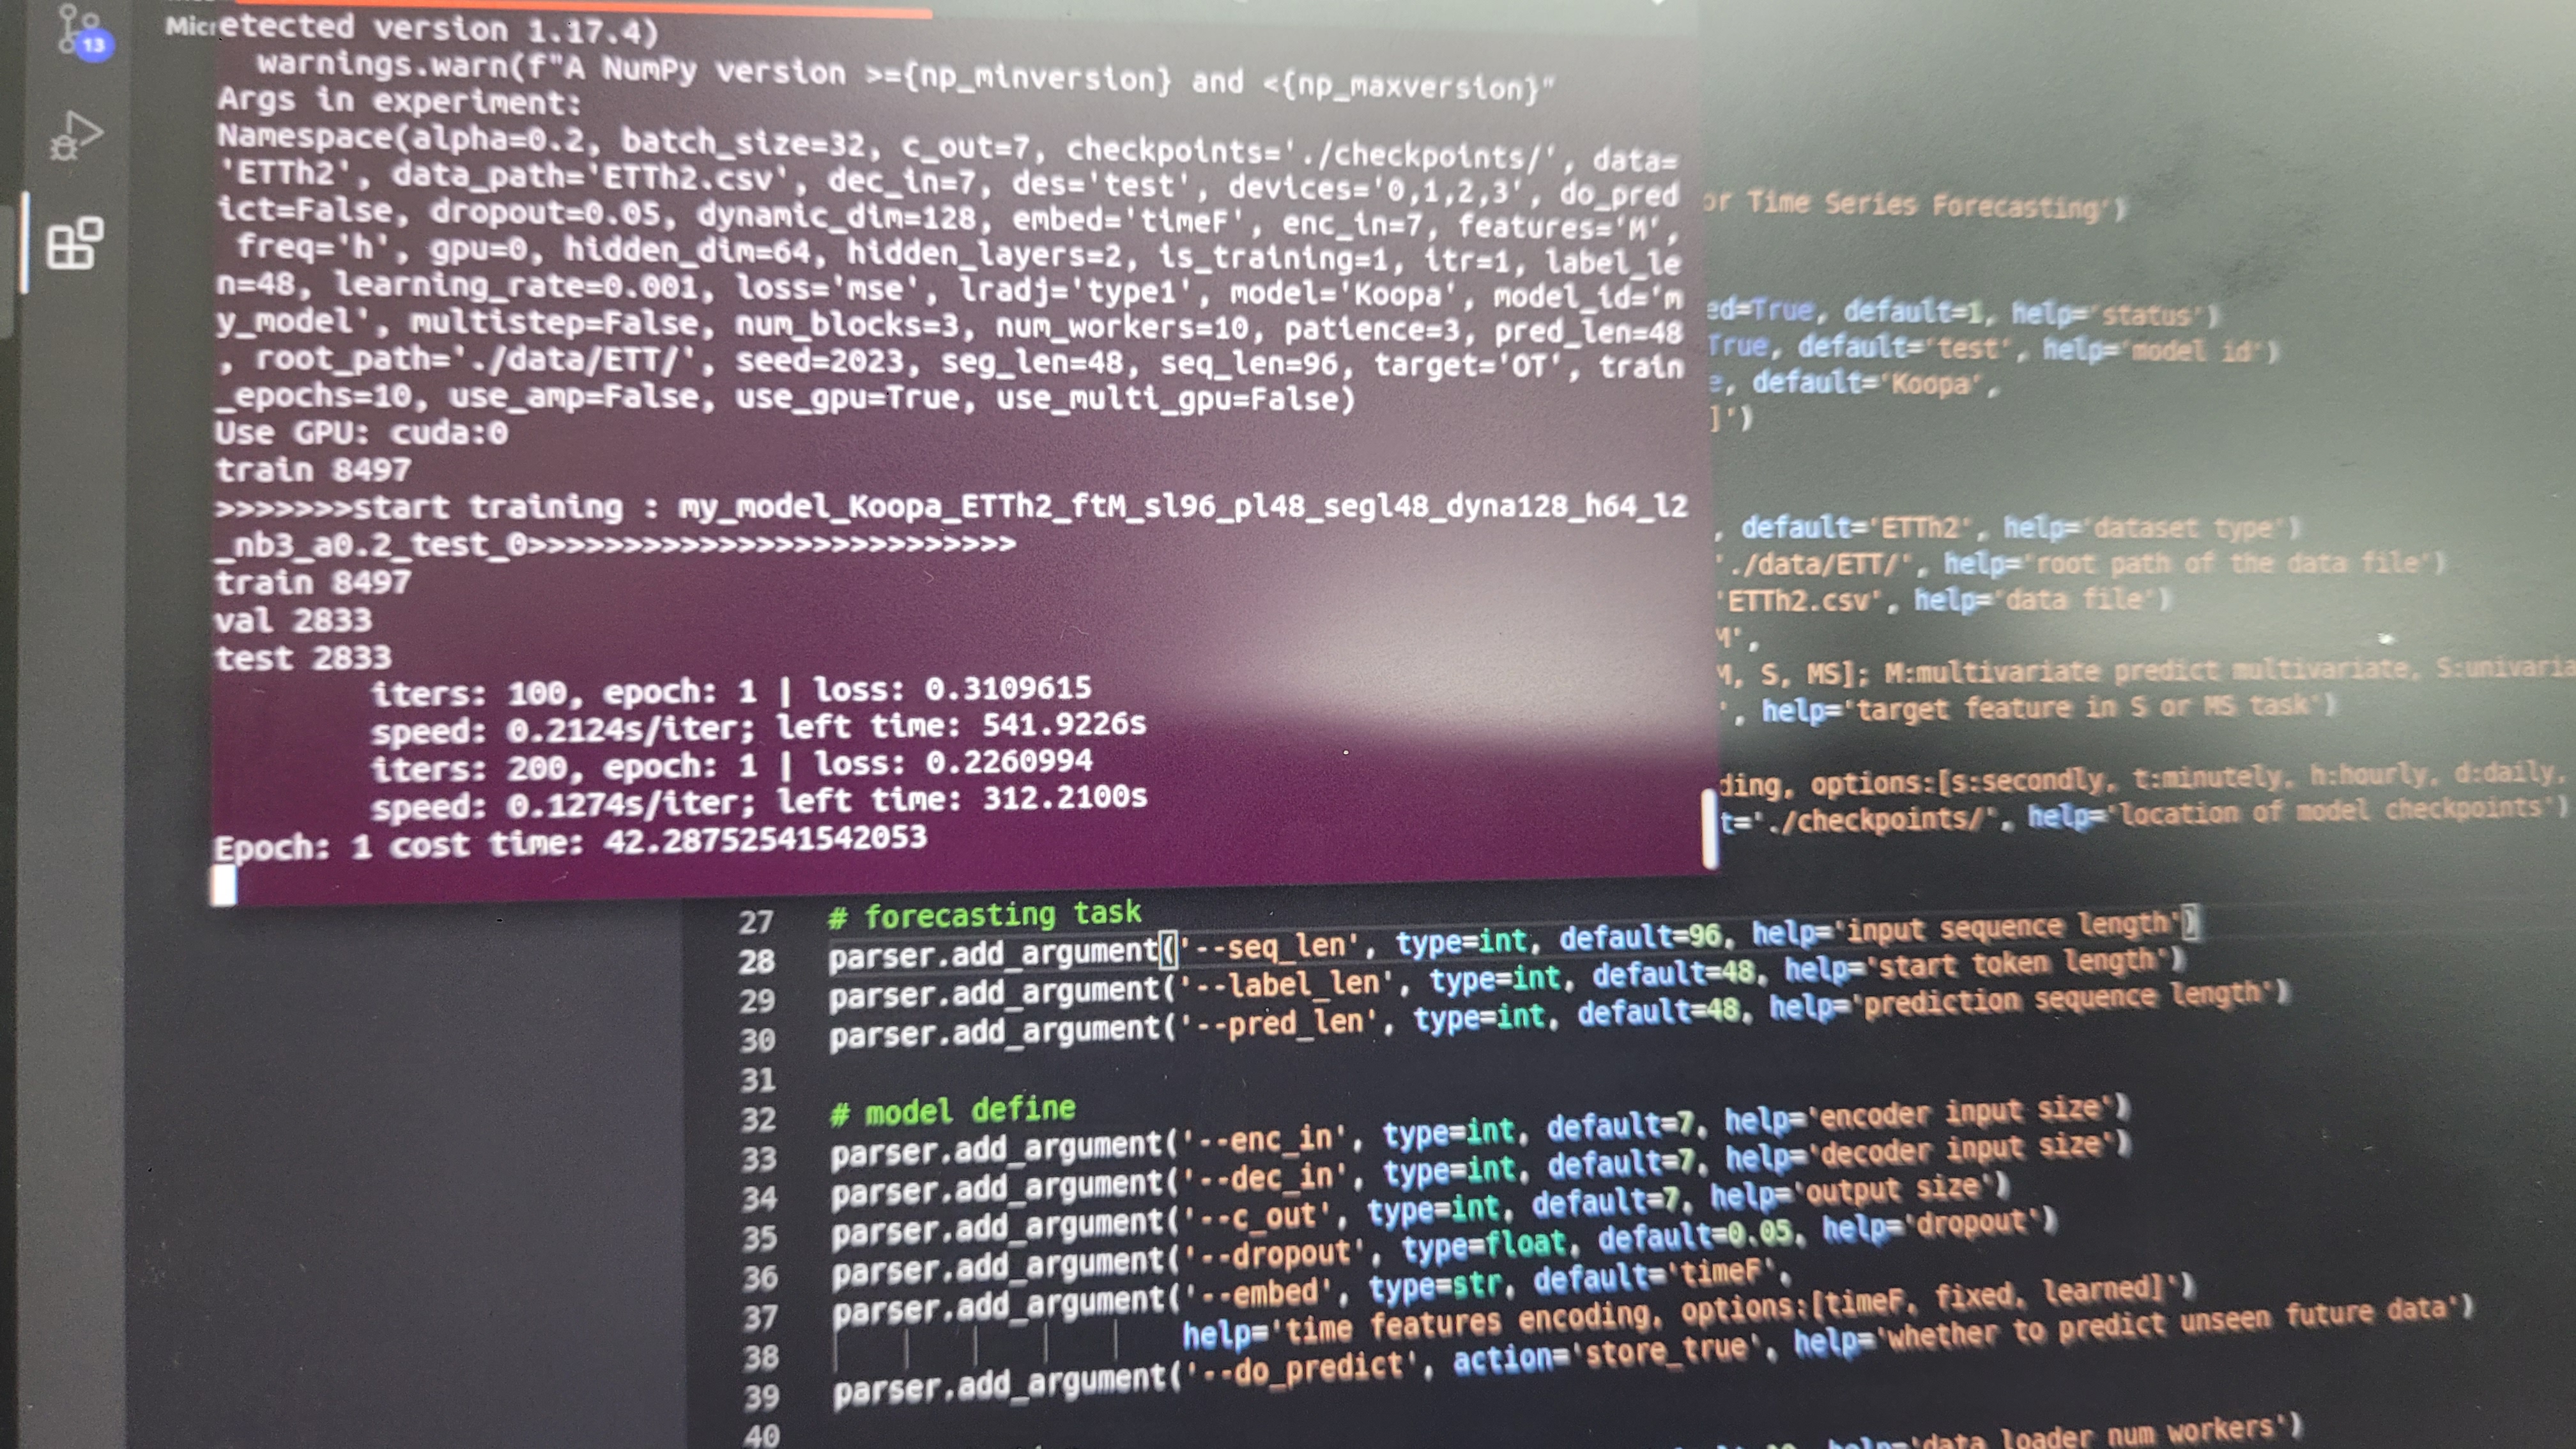 13
Micr
etected version 1.17.4)
warnings.warn(f"A NumPy version >={np_minversion} and <{np_maxversion}"
Args in experiment:
Namespace(alpha=0.2, batch_size=32, c_out=7, checkpoints='./checkpoints/', data=
'ETTh2', data_path='ETTh2.csv', dec_in=7, des='test', devices='0,1,2,3', do_pred
ict=False, dropout=0.05, dynamic_dim=128, embed='timeF', enc_in=7, features='M',
freq='h', gpu=0, hidden_dim=64, hidden_layers=2, is_training=1, itr=1, label_le
n=48, learning_rate=0.001, loss='mse', lradj='type1', model='Koopa', model_id='m
y_model', multistep=False, num_blocks=3, num_workers=10, patience=3, pred_len=48
, root_path='./data/ETT/', seed=2023, seg_len=48, seq_len=96, target='OT', train
_epochs=10, use_amp=False, use_gpu=True, use_multi_gpu=False)
Use GPU: cuda:0
train 8497
>>>>>>>start training : my_model_Koopa_ETTh2_ftM_sl96_pl48_segl48_dyna128_h64_l2
_nb3_a0.2_test_0>>>>>>>>>>>>>>>>>>>>>>>>>
train 8497
val 2833
test 2833
iters: 100, epoch: 1 | loss: 0.3109615
speed: 0.2124s/iter; left time: 541.9226s
iters: 200, epoch: 1 | loss: 0.2260994
speed: 0.1274s/iter; left time: 312.2100s
Epoch: 1 cost time: 42.28752541542053
or Time Series Forecasting')
ed=True, default=1, help='status')
True, default='test', help='model id')
e, default='Koopa',
]')
, default='ETTh2', help='dataset type')
'./data/ETT/', help='root path of the data file')
'ETTh2.csv', help='data file')
M',
M, S, MS]; M:multivariate predict multivariate, S:univaria
', help='target feature in S or MS task')
ding, options:[s:secondly, t:minutely, h:hourly, d:daily,
t='./checkpoints/', help='location of model checkpoints')
27 # forecasting task
28 parser.add_argument('--seq_len', type=int, default=96, help='input sequence length')
29 parser.add_argument('--label_len', type=int, default=48, help='start token length')
30 parser.add_argument('--pred_len', type=int, default=48, help='prediction sequence length')
31
32 # model define
33 parser.add_argument('--enc_in', type=int, default=7, help='encoder input size')
34 parser.add_argument('--dec_in', type=int, default=7, help='decoder input size')
35 parser.add_argument('--c_out', type=int, default=7, help='output size')
36 parser.add_argument('--dropout', type=float, default=0.05, help='dropout')
37 parser.add_argument('--embed', type=str, default='timeF',
38 help='time features encoding, options:[timeF, fixed, learned]')
39 parser.add_argument('--do_predict', action='store_true', help='whether to predict unseen future data')
40
help='data loader num workers')